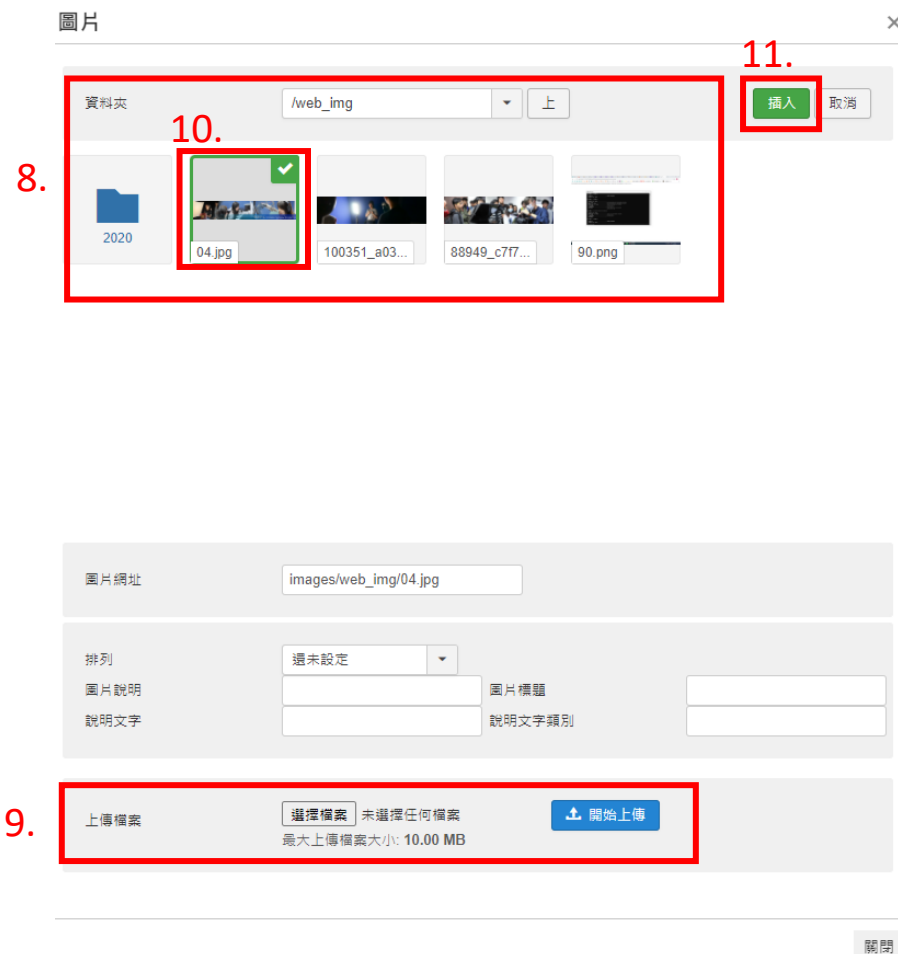 圖片
×
11.
資料夾
/web_img
上
插入
取消
10.
8.
2020
04.jpg
100351_a03...
88949_c7f7...
90.png
圖片網址
images/web_img/04.jpg
排列
還未設定
圖片說明
圖片標題
說明文字
說明文字類別
9.
上傳檔案
選擇檔案 未選擇任何檔案
開始上傳
最大上傳檔案大小: 10.00 MB
關閉